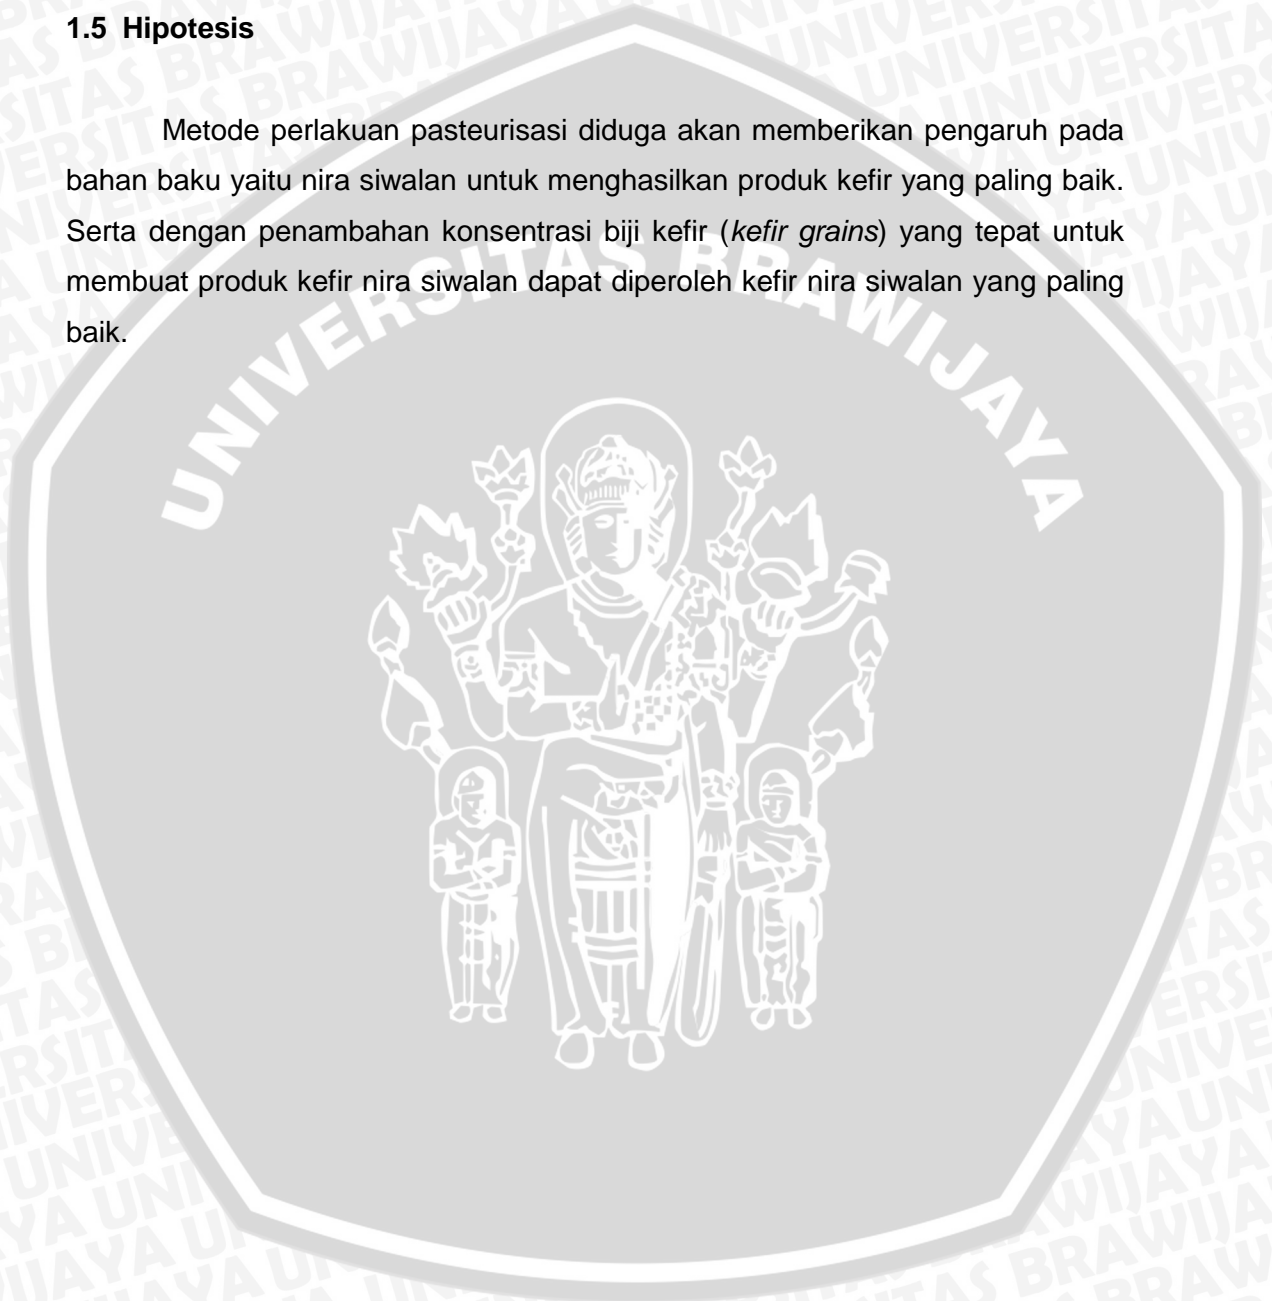 1.5 Hipotesis
Metode perlakuan pasteurisasi diduga akan memberikan pengaruh pada
bahan baku yaitu nira siwalan untuk menghasilkan produk kefir yang paling baik.
Serta dengan penambahan konsentrasi biji kefir (kefir grains) yang tepat untuk
membuat produk kefir nira siwalan dapat diperoleh kefir nira siwalan yang paling
baik.
UNIVERSITAS BRAWIJAYA